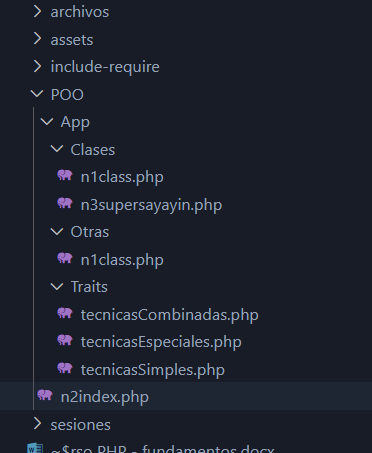 archivos
assets
include-require
POO
App
Clases
n1class.php
n3supersayayin.php
Otras
n1class.php
Traits
tecnicasCombinadas.php
tecnicasEspeciales.php
tecnicasSimples.php
n2index.php
sesiones
~$rso PHP - fundamentos.docx